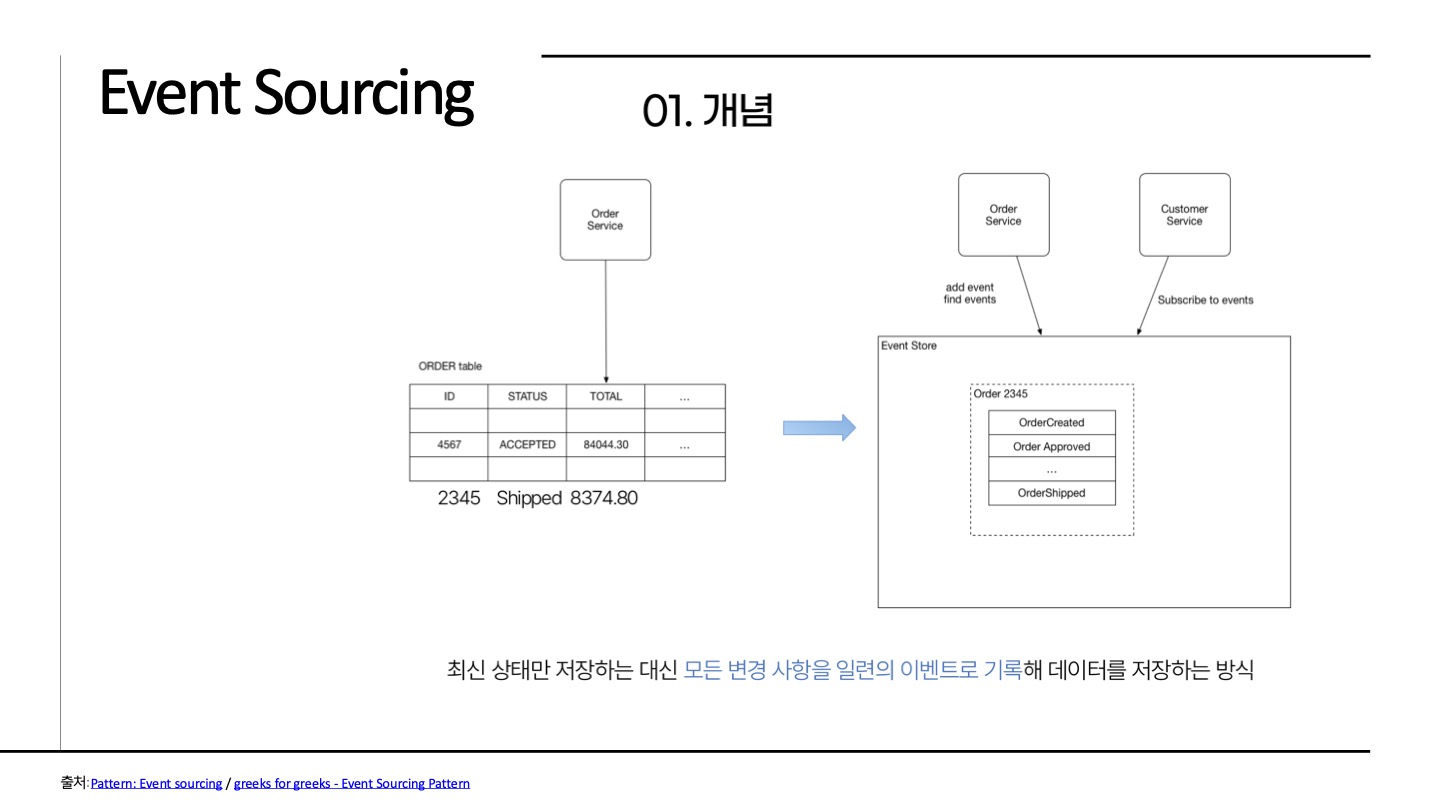 Event Sourcing
01. 개념
Order
Service
ORDER table
ID STATUS TOTAL ...
4567 ACCEPTED 84044.30 ...
2345 Shipped 8374.80
Order
Service
Customer
Service
add event
find events
Subscribe to events
Event Store
Order 2345
OrderCreated
Order Approved
...
OrderShipped
최신 상태만 저장하는 대신 모든 변경 사항을 일련의 이벤트로 기록해 데이터를 저장하는 방식
출처: Pattern: Event sourcing / greeks for greeks - Event Sourcing Pattern